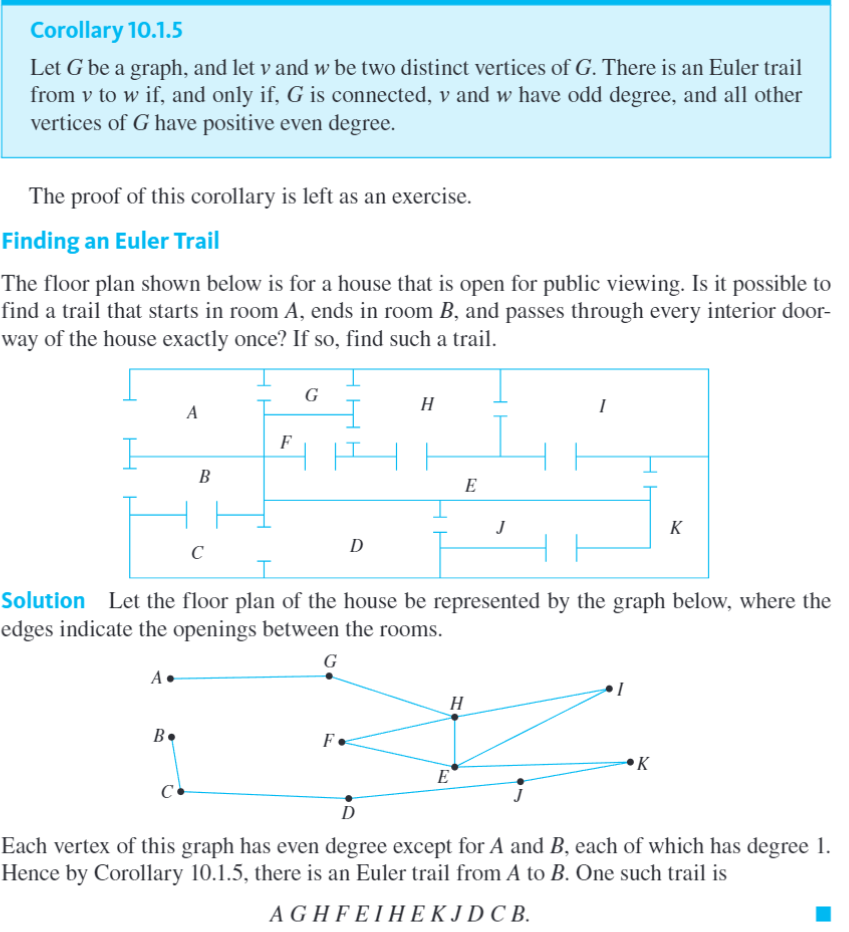 Corollary 10.1.5
Let G be a graph, and let v and w be two distinct vertices of G. There is an Euler trail
from v to w if, and only if, G is connected, v and w have odd degree, and all other
vertices of G have positive even degree.
The proof of this corollary is left as an exercise.
Finding an Euler Trail
The floor plan shown below is for a house that is open for public viewing. Is it possible to
find a trail that starts in room A, ends in room B, and passes through every interior door-
way of the house exactly once? If so, find such a trail.
G
H
I
A
F
B
E
J
K
D
C
Solution Let the floor plan of the house be represented by the graph below, where the
edges indicate the openings between the rooms.
G
A
I
H
B
F
K
E
C
J
D
Each vertex of this graph has even degree except for A and B, each of which has degree 1.
Hence by Corollary 10.1.5, there is an Euler trail from A to B. One such trail is
A G H F E I H E K J D C B.